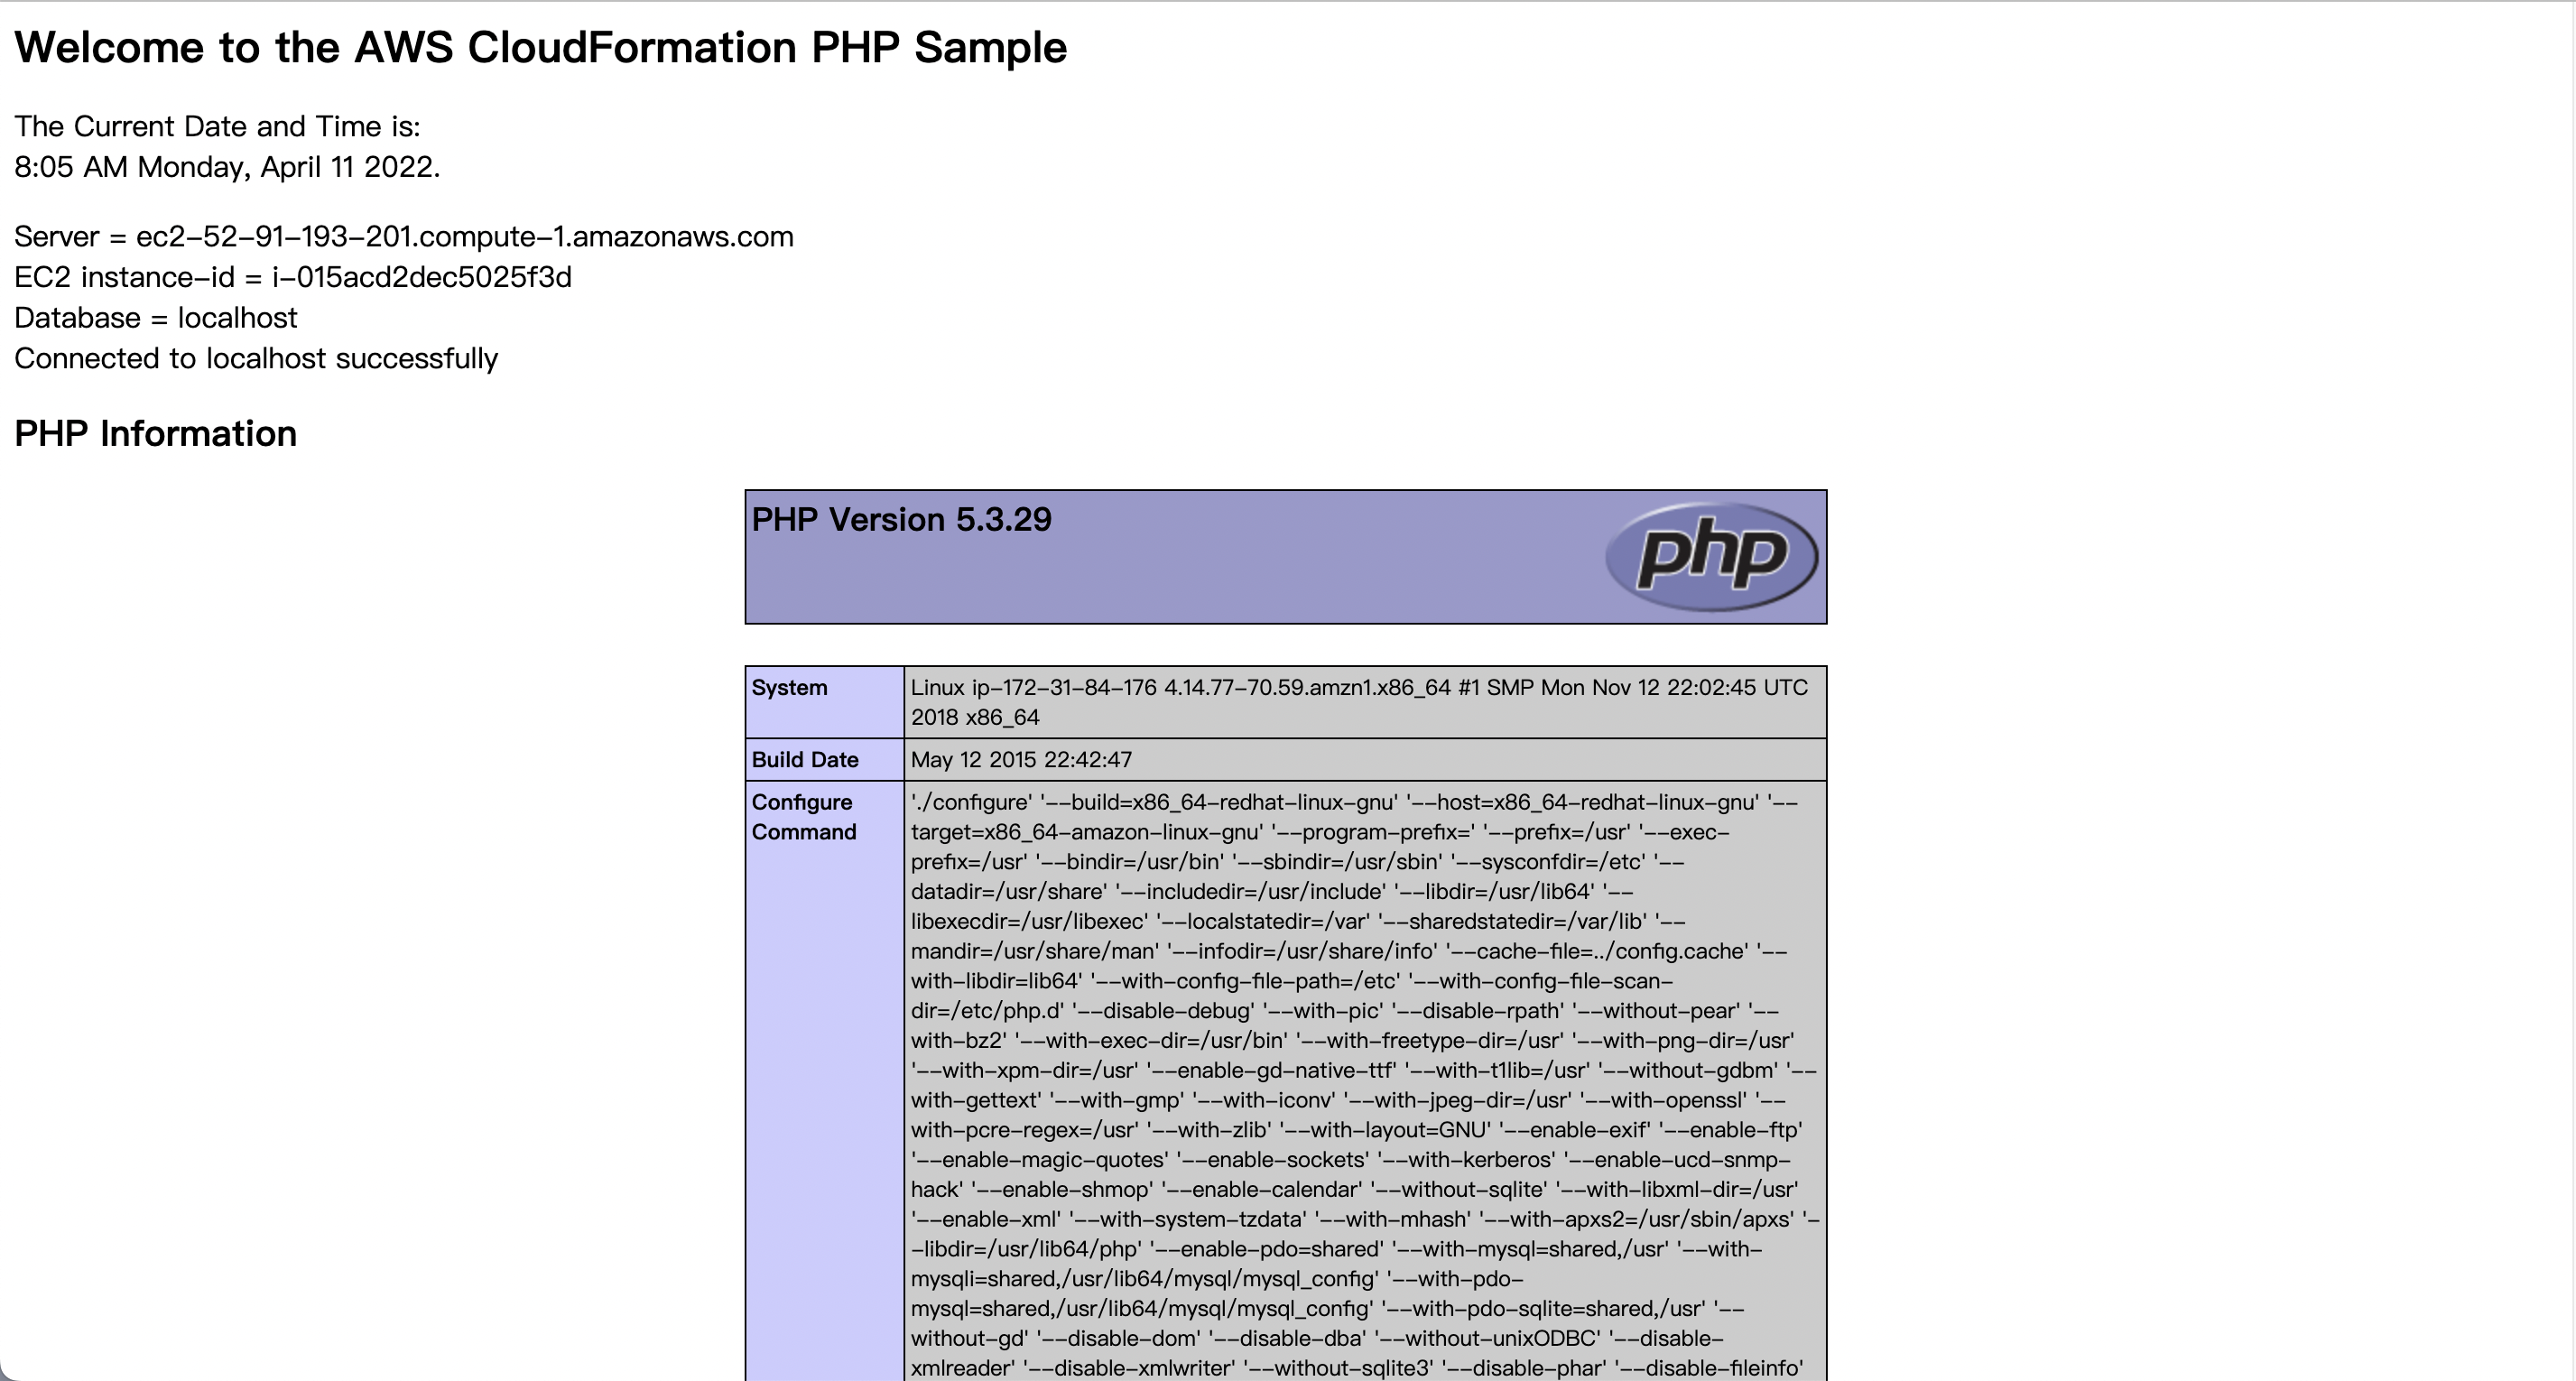 Welcome to the AWS CloudFormation PHP Sample
The Current Date and Time is:
8:05 AM Monday, April 11 2022.
Server = ec2-52-91-193-201.compute-1.amazonaws.com
EC2 instance-id = i-015acd2dec5025f3d
Database = localhost
Connected to localhost successfully
PHP Information
PHP Version 5.3.29
php
System
Linux ip-172-31-84-176 4.14.77-70.59.amzn1.x86_64 #1 SMP Mon Nov 12 22:02:45 UTC
2018 x86_64
Build Date
May 12 2015 22:42:47
Configure
Command
'./configure' '--build=x86_64-redhat-linux-gnu' '--host=x86_64-redhat-linux-gnu' '--
target=x86_64-amazon-linux-gnu' '--program-prefix=' '--prefix=/usr' '--exec-
prefix=/usr' '--bindir=/usr/bin' '--sbindir=/usr/sbin' '--sysconfdir=/etc' '--
datadir=/usr/share' '--includedir=/usr/include' '--libdir=/usr/lib64' '--
libexecdir=/usr/libexec' '--localstatedir=/var' '--sharedstatedir=/var/lib' '--
mandir=/usr/share/man' '--infodir=/usr/share/info' '--cache-file=../config.cache' '--
with-libdir=lib64' '--with-config-file-path=/etc' '--with-config-file-scan-
dir=/etc/php.d' '--disable-debug' '--with-pic' '--disable-rpath' '--without-pear' '--
with-bz2' '--with-exec-dir=/usr/bin' '--with-freetype-dir=/usr' '--with-png-dir=/usr'
'--with-xpm-dir=/usr' '--enable-gd-native-ttf' '--with-t1lib=/usr' '--without-gdbm' '--
with-gettext' '--with-gmp' '--with-iconv' '--with-jpeg-dir=/usr' '--with-openssl' '--
with-pcre-regex=/usr' '--with-zlib' '--with-layout=GNU' '--enable-exif' '--enable-ftp'
'--enable-magic-quotes' '--enable-sockets' '--with-kerberos' '--enable-ucd-snmp-
hack' '--enable-shmop' '--enable-calendar' '--without-sqlite' '--with-libxml-dir=/usr'
'--enable-xml' '--with-system-tzdata' '--with-mhash' '--with-apxs2=/usr/sbin/apxs' '-
-libdir=/usr/lib64/php' '--enable-pdo=shared' '--with-mysql=shared,/usr' '--with-
mysqli=shared,/usr/lib64/mysql/mysql_config' '--with-pdo-
mysql=shared,/usr/lib64/mysql/mysql_config' '--with-pdo-sqlite=shared,/usr' '--
without-gd' '--disable-dom' '--disable-dba' '--without-unixODBC' '--disable-
xmlreader' '--disable-xmlwriter' '--without-sqlite3' '--disable-phar' '--disable-fileinfo'